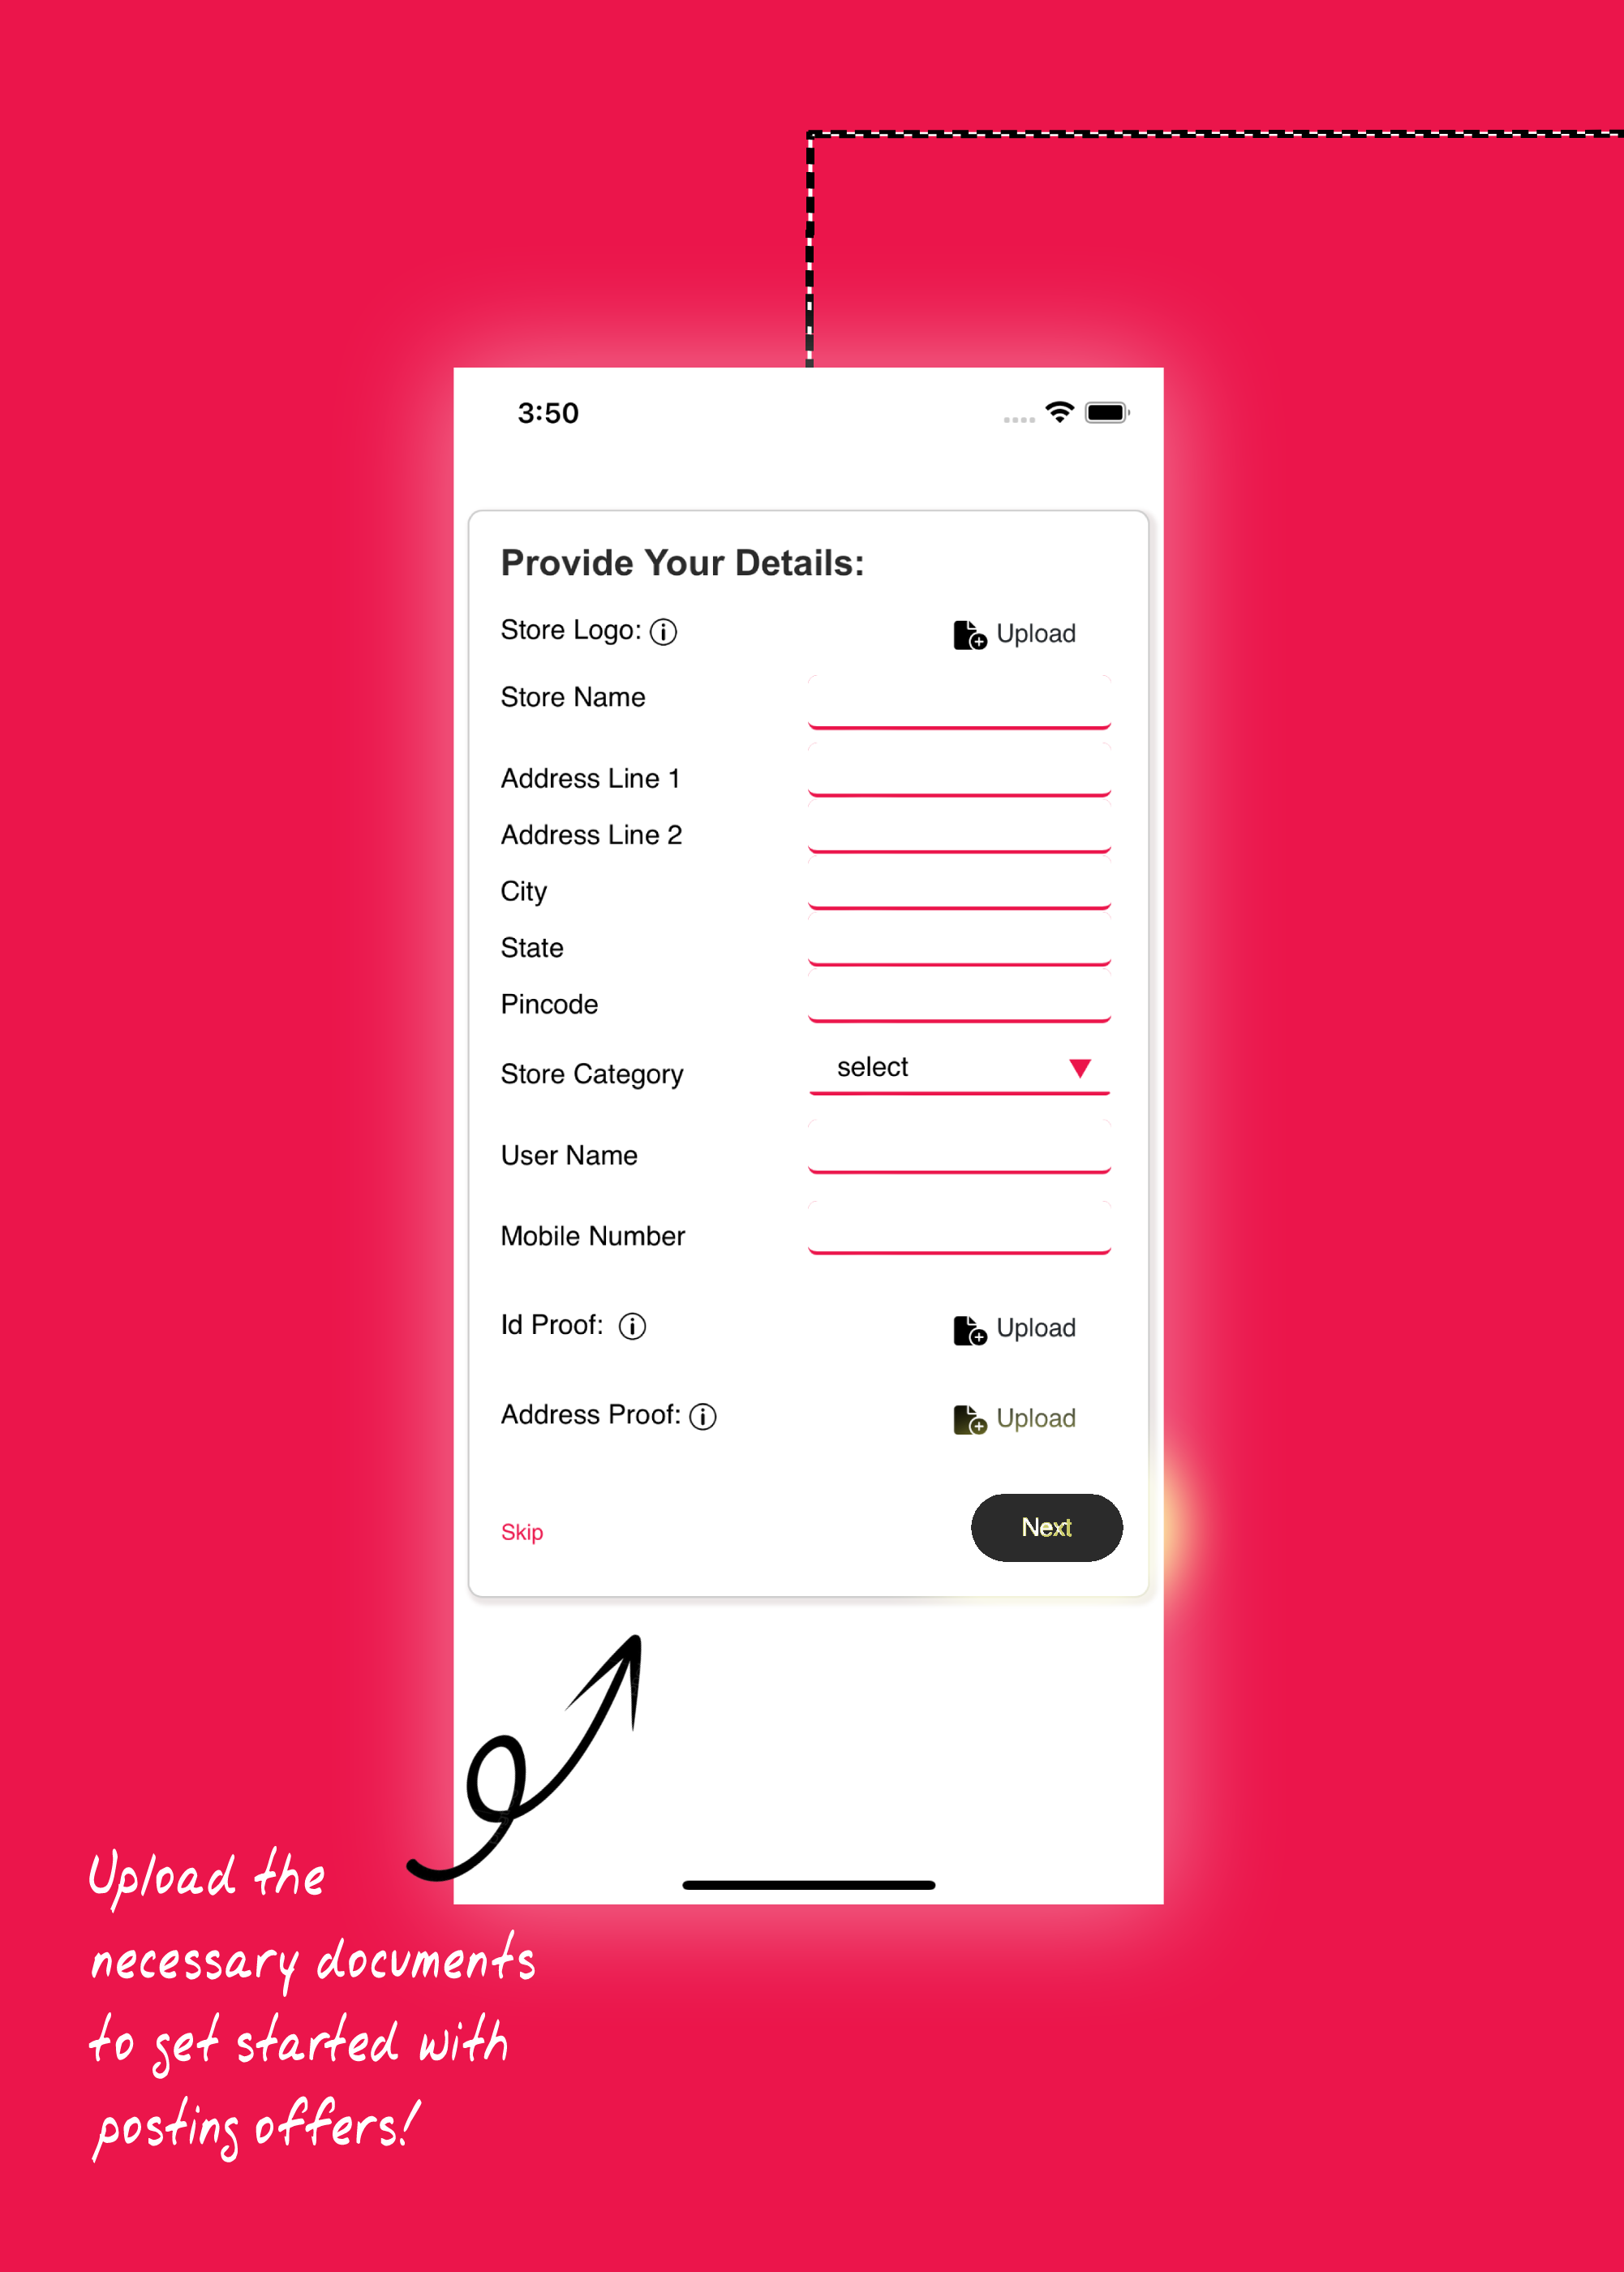 3:50
Provide Your Details:
Store Logo: Upload
Store Name
Address Line 1
Address Line 2
City
State
Pincode
Store Category select
User Name
Mobile Number
Id Proof: Upload
Address Proof: Upload
Skip Next
Upload the
necessary documents
to get started with
posting offers!